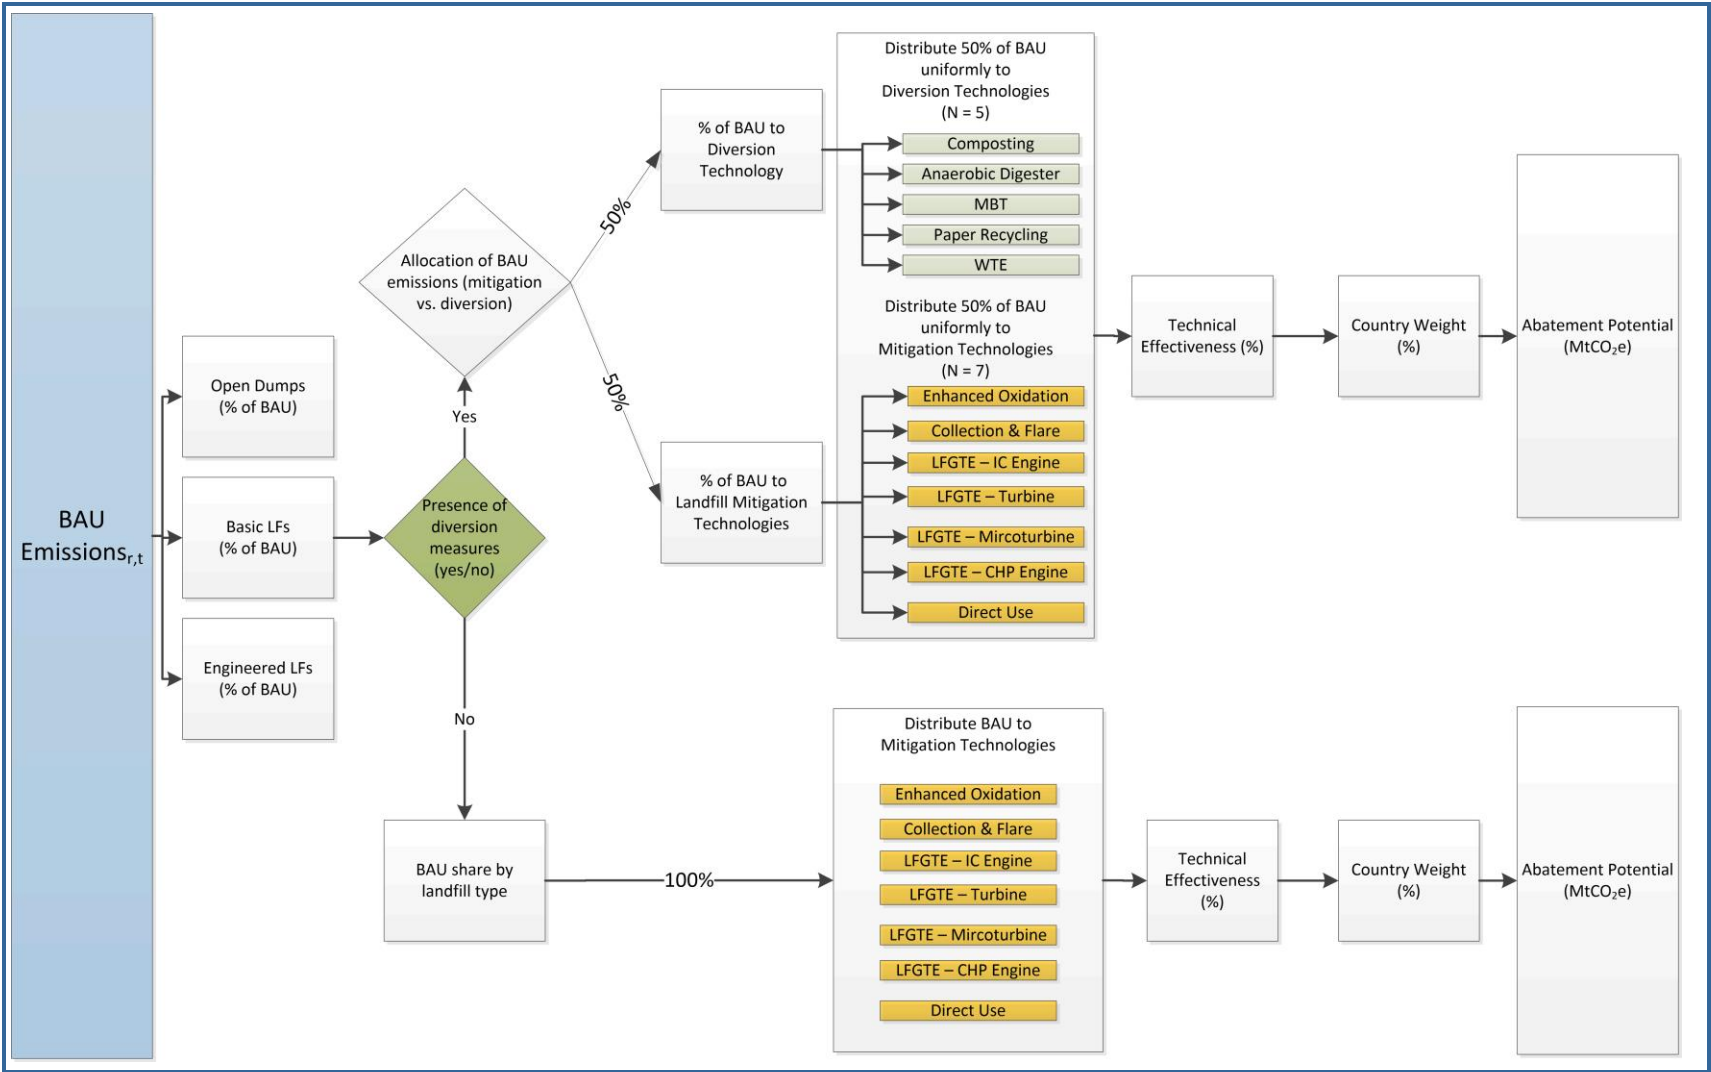 BAU
Emissionsr,t
Open Dumps
(% of BAU)
Basic LFs
(% of BAU)
Engineered LFs
(% of BAU)
Presence of
diversion
measures
(yes/no)
Yes
No
Allocation of BAU
emissions (mitigation
vs. diversion)
50%
50%
% of BAU to
Diversion
Technology
% of BAU to
Landfill Mitigation
Technologies
Distribute 50% of BAU
uniformly to
Diversion Technologies
(N = 5)
Composting
Anaerobic Digester
MBT
Paper Recycling
WTE
Distribute 50% of BAU
uniformly to
Mitigation Technologies
(N = 7)
Enhanced Oxidation
Collection & Flare
LFGTE – IC Engine
LFGTE – Turbine
LFGTE – Mircoturbine
LFGTE – CHP Engine
Direct Use
Technical
Effectiveness (%)
Country Weight
(%)
Abatement Potential
(MtCO₂e)
BAU share by
landfill type
100%
Distribute BAU to
Mitigation Technologies
Enhanced Oxidation
Collection & Flare
LFGTE – IC Engine
LFGTE – Turbine
LFGTE – Mircoturbine
LFGTE – CHP Engine
Direct Use
Technical
Effectiveness
(%)
Country Weight
(%)
Abatement Potential
(MtCO₂e)